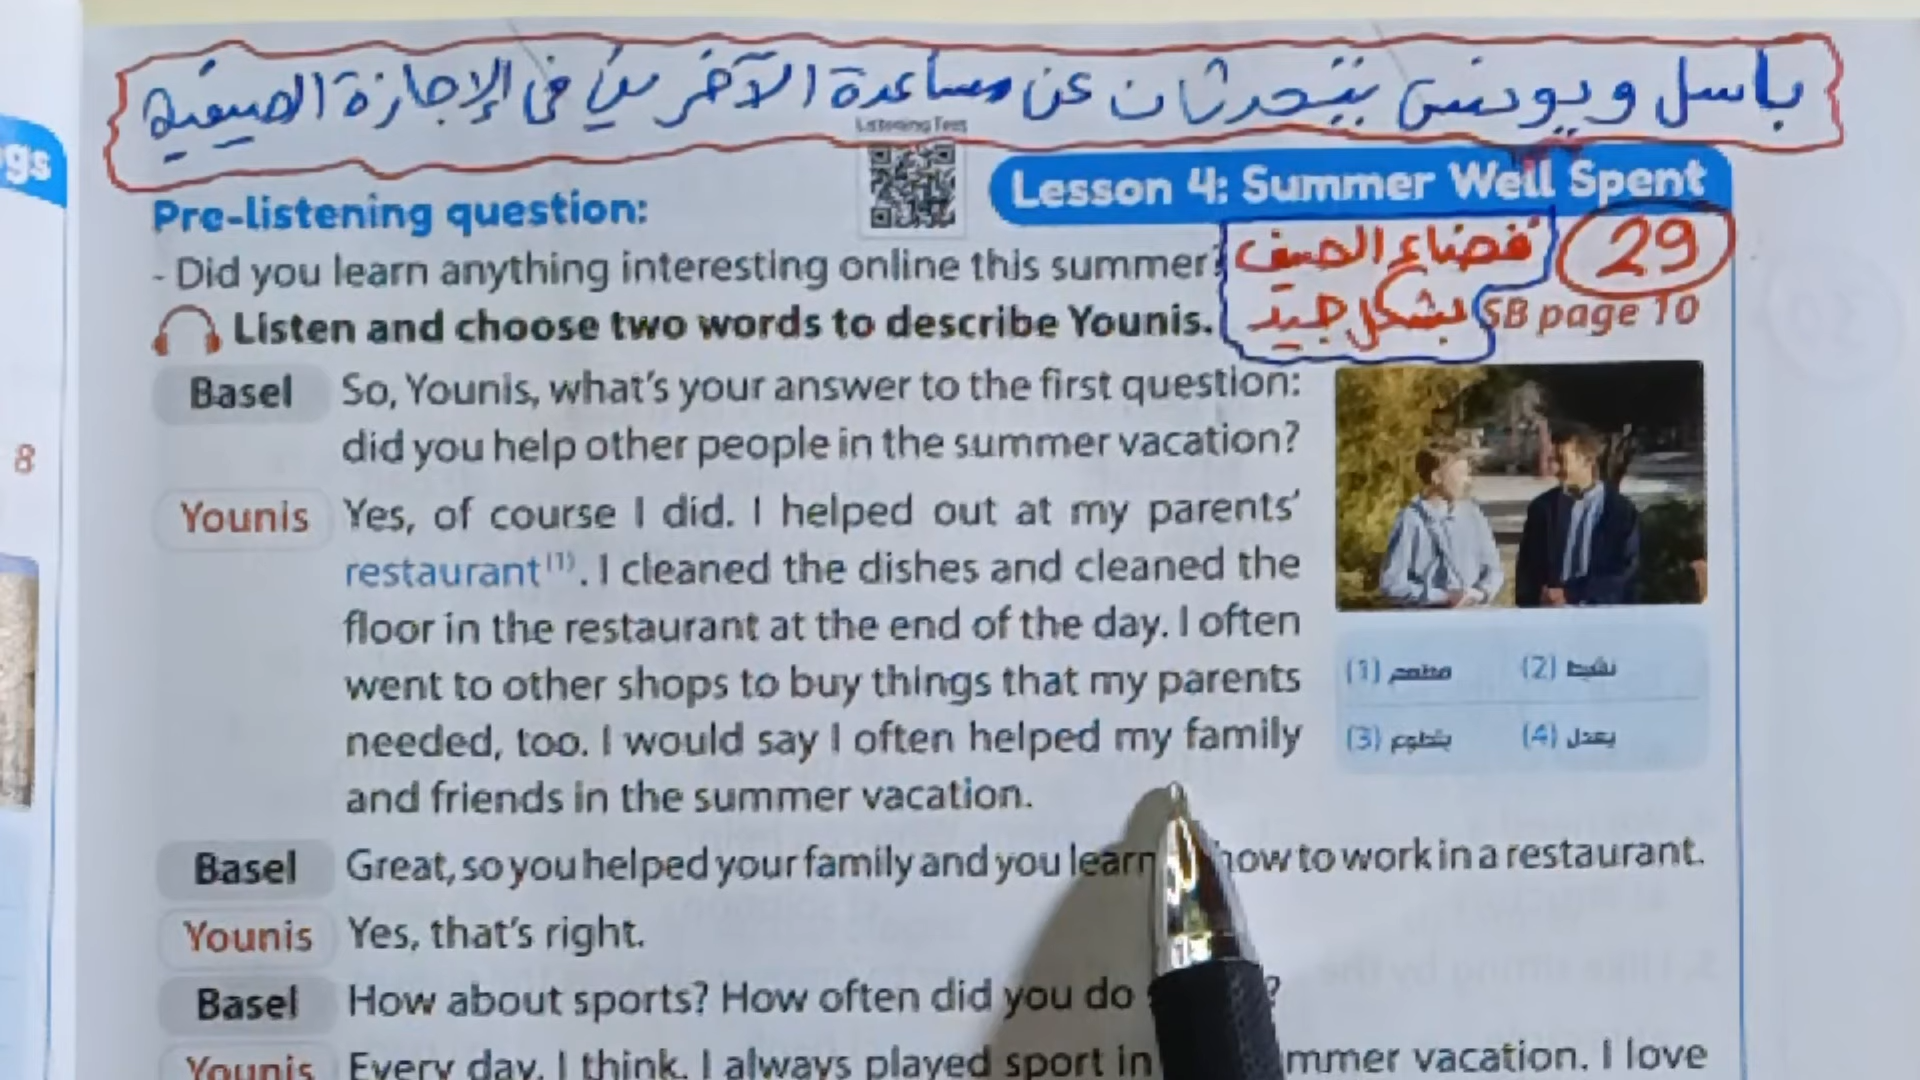 باسل ويونس يتحدثان عن مساعدة الآخرين في الإجازة الصيفية
Listening Text
gs
Lesson 4: Summer Well Spent
Pre-listening question:
قضاء الصيف
29
- Did you learn anything interesting online this summer?
بشكل جيد
SB page 10
Listen and choose two words to describe Younis.
Basel So, Younis, what's your answer to the first question:
did you help other people in the summer vacation?
8
Younis Yes, of course I did. I helped out at my parents'
restaurant(1). I cleaned the dishes and cleaned the
floor in the restaurant at the end of the day. I often
went to other shops to buy things that my parents
needed, too. I would say I often helped my family
and friends in the summer vacation.
(1) مطعم (2) نشيط
(3) يتطوع (4) يعدل
Basel Great, so you helped your family and you learn how to work in a restaurant.
Younis Yes, that's right.
Basel How about sports? How often did you do ?
Younis Every day, I think. I always played sport in mmer vacation. I love